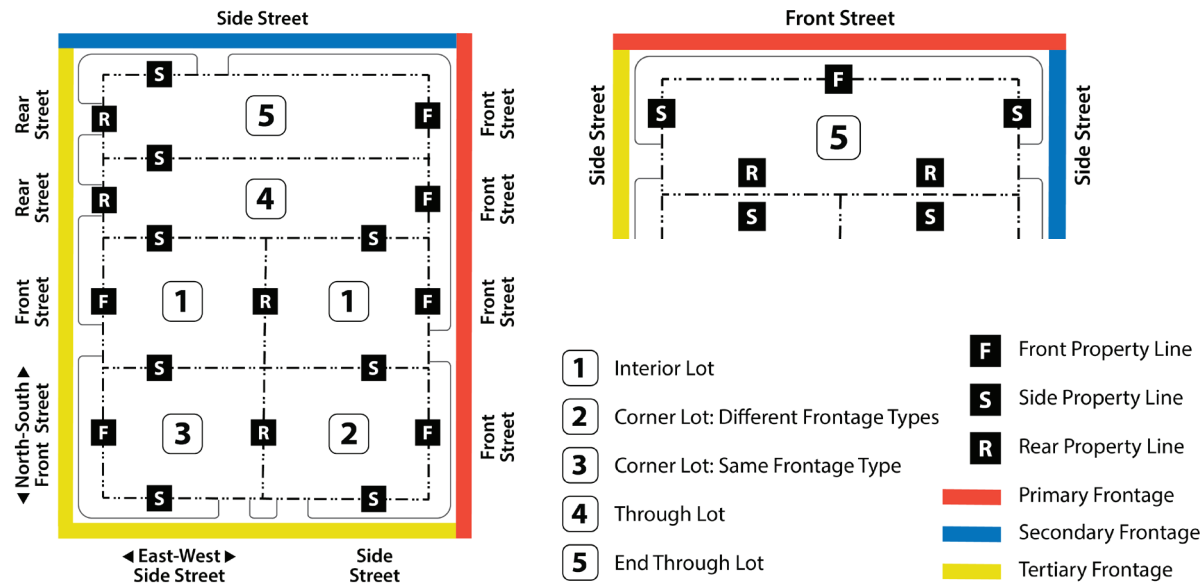 Side Street
Front Street
S
R
5
F
Rear
Street
Front
Street
S
R
4
F
Rear
Street
Front
Street
S
S
F
1
R
1
F
Front
Street
Front
Street
S
S
F
3
R
2
F
◄ North-South ►
Front Street
Front
Street
S
S
◄ East-West ►
Side Street
Side
Street
F
S
S
5
Side Street
Side Street
R
R
S
S
1 Interior Lot
2 Corner Lot: Different Frontage Types
3 Corner Lot: Same Frontage Type
4 Through Lot
5 End Through Lot
F Front Property Line
S Side Property Line
R Rear Property Line
Primary Frontage
Secondary Frontage
Tertiary Frontage